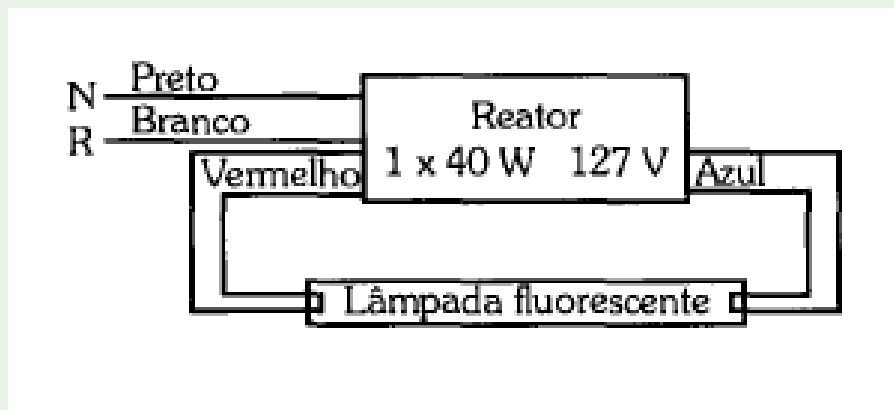 N Preto
R Branco
Reator
1 x 40 W 127 V
Vermelho
Azul
Lâmpada fluorescente